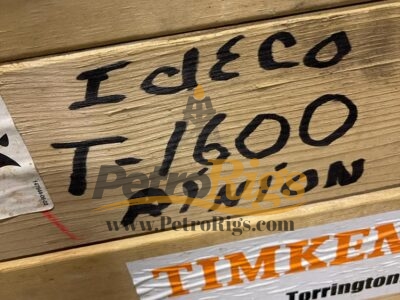 IdECO
T-1600
PINION
PetroRigs
www.PetroRigs.com
TIMKEN
Torrington